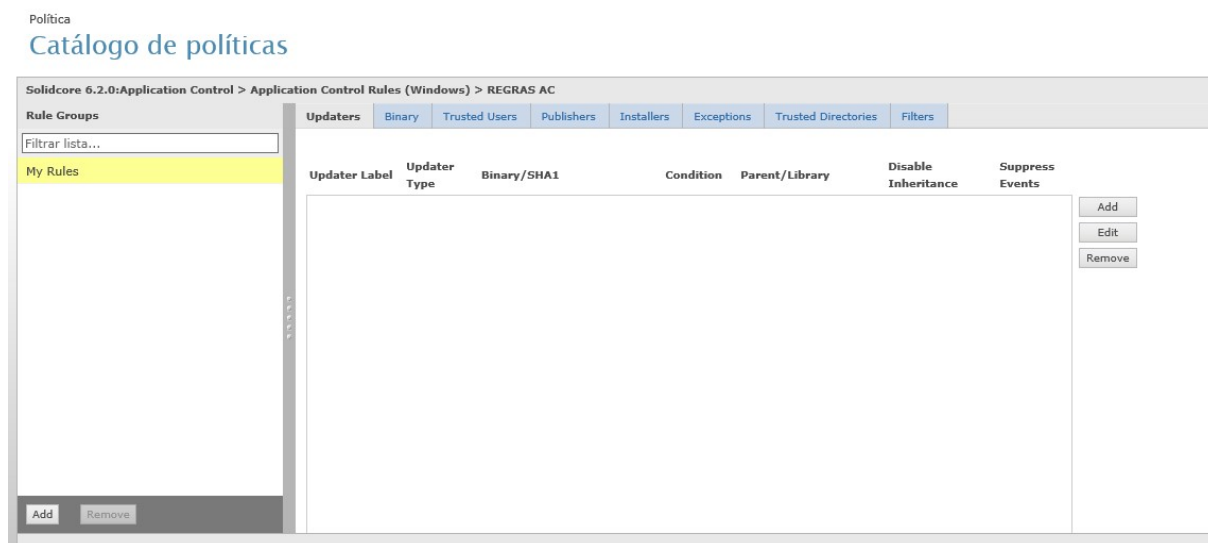 Política
Catálogo de políticas
Solidcore 6.2.0:Application Control > Application Control Rules (Windows) > REGRAS AC
Rule Groups
Updaters Binary Trusted Users Publishers Installers Exceptions Trusted Directories Filters
Filtrar lista...
My Rules
Updater Label Updater Type Binary/SHA1 Condition Parent/Library Disable Inheritance Suppress Events
Add
Edit
Remove
Add Remove